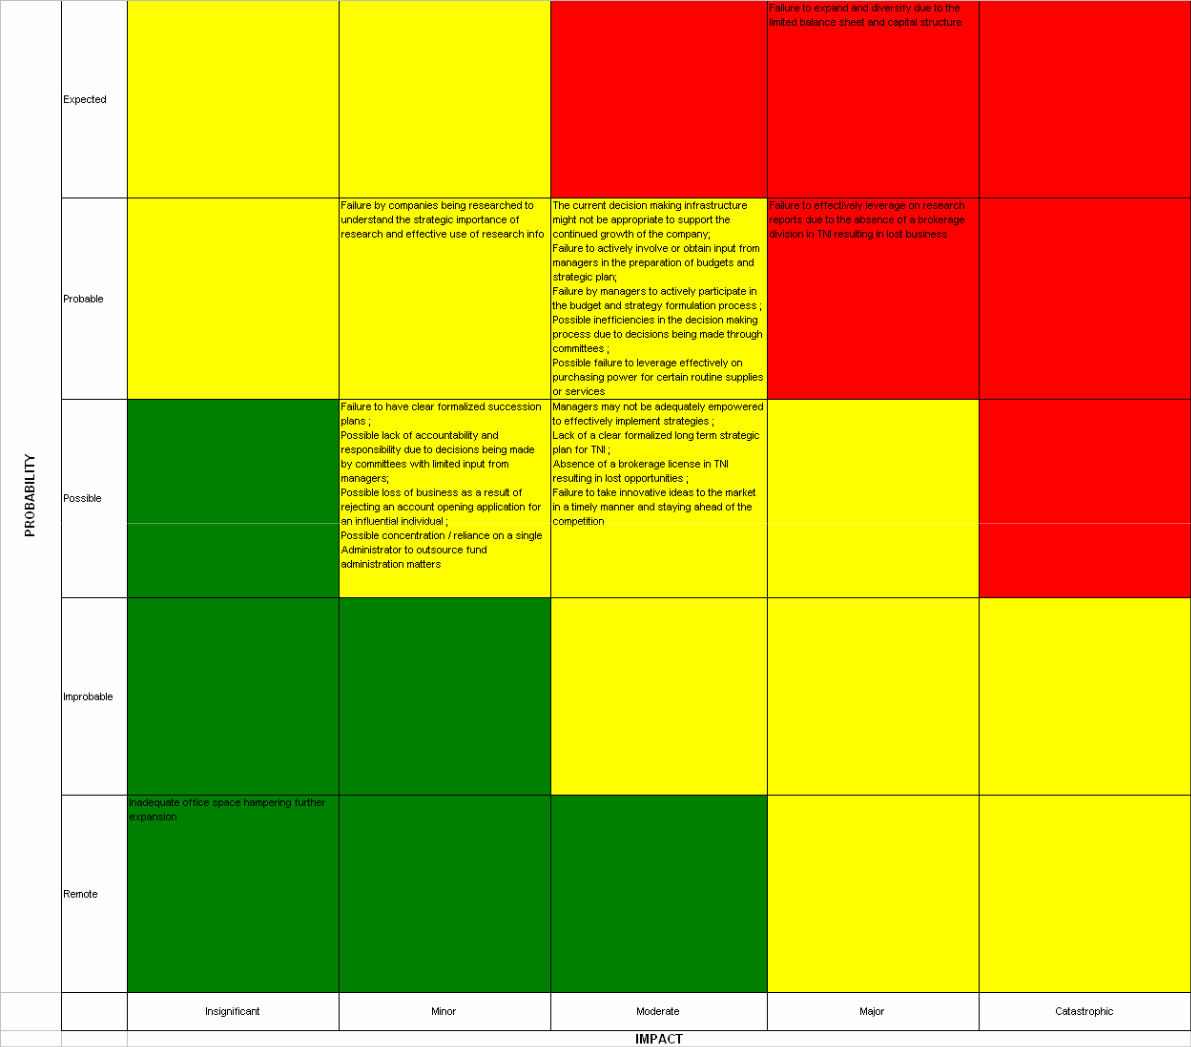 Failure to expand and diversify due to the
limited balance sheet and capital structure
Expected
Failure by companies being researched to
understand the strategic importance of
research and effective use of research info
The current decision making infrastructure
might not be appropriate to support the
continued growth of the company;
Failure to actively involve or obtain input from
managers in the preparation of budgets and
strategic plan;
Failure by managers to actively participate in
the budget and strategy formulation process ;
Possible inefficiencies in the decision making
process due to decisions being made through
committees ;
Possible failure to leverage effectively on
purchasing power for certain routine supplies
or services
Failure to effectively leverage on research
reports due to the absence of a brokerage
division in TNI resulting in lost business
Probable
Failure to have clear formalized succession
plans ;
Possible lack of accountability and
responsibility due to decisions being made
by committees with limited input from
managers;
Possible loss of business as a result of
rejecting an account opening application for
an influential individual ;
Possible concentration / reliance on a single
Administrator to outsource fund
administration matters
Managers may not be adequately empowered
to effectively implement strategies ;
Lack of a clear formalized long term strategic
plan for TNI ;
Absence of a brokerage license in TNI
resulting in lost opportunities ;
Failure to take innovative ideas to the market
in a timely manner and staying ahead of the
competition
PROBABILITY
Possible
Improbable
Inadequate office space hampering further
expansion
Remote
Insignificant
Minor
Moderate
Major
Catastrophic
IMPACT